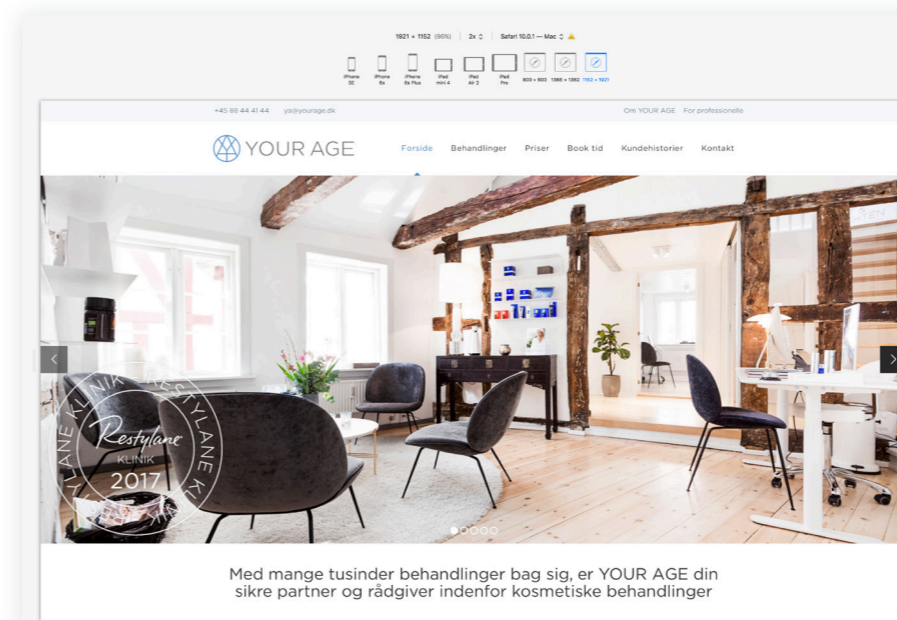 1921 × 1152 (96%) 2x Safari 10.0.1 — Mac
iPhone SE
iPhone 6s
iPhone 6s Plus
iPad mini 4
iPad Air 2
iPad Pro
800 × 600
1366 × 1392
1152 × 1921
+45 88 44 41 44 ya@yourage.dk Om YOUR AGE For professionelle
YOUR AGE Forside Behandlinger Priser Book tid Kundehistorier Kontakt
RESTYLANE KLINIK
Restylane
KLINIK
2017
Med mange tusinder behandlinger bag sig, er YOUR AGE din
sikre partner og rådgiver indenfor kosmetiske behandlinger